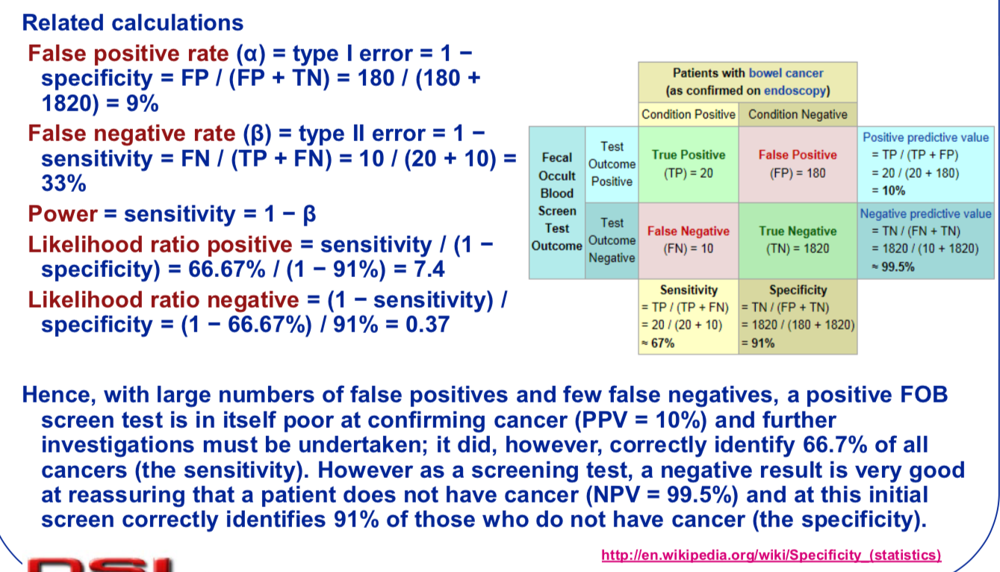 Related calculations
False positive rate (α) = type I error = 1 −
specificity = FP / (FP + TN) = 180 / (180 +
1820) = 9%
False negative rate (β) = type II error = 1 −
sensitivity = FN / (TP + FN) = 10 / (20 + 10) =
33%
Power = sensitivity = 1 − β
Likelihood ratio positive = sensitivity / (1 −
specificity) = 66.67% / (1 − 91%) = 7.4
Likelihood ratio negative = (1 − sensitivity) /
specificity = (1 − 66.67%) / 91% = 0.37
Patients with bowel cancer
(as confirmed on endoscopy)
Condition Positive
Condition Negative
Fecal
Occult
Blood
Screen
Test
Outcome
Test
Outcome
Positive
True Positive
(TP) = 20
False Positive
(FP) = 180
Positive predictive value
= TP / (TP + FP)
= 20 / (20 + 180)
= 10%
Test
Outcome
Negative
False Negative
(FN) = 10
True Negative
(TN) = 1820
Negative predictive value
= TN / (FN + TN)
= 1820 / (10 + 1820)
≈ 99.5%
Sensitivity
= TP / (TP + FN)
= 20 / (20 + 10)
≈ 67%
Specificity
= TN / (FP + TN)
= 1820 / (180 + 1820)
= 91%
Hence, with large numbers of false positives and few false negatives, a positive FOB
screen test is in itself poor at confirming cancer (PPV = 10%) and further
investigations must be undertaken; it did, however, correctly identify 66.7% of all
cancers (the sensitivity). However as a screening test, a negative result is very good
at reassuring that a patient does not have cancer (NPV = 99.5%) and at this initial
screen correctly identifies 91% of those who do not have cancer (the specificity).
http://en.wikipedia.org/wiki/Specificity_(statistics)